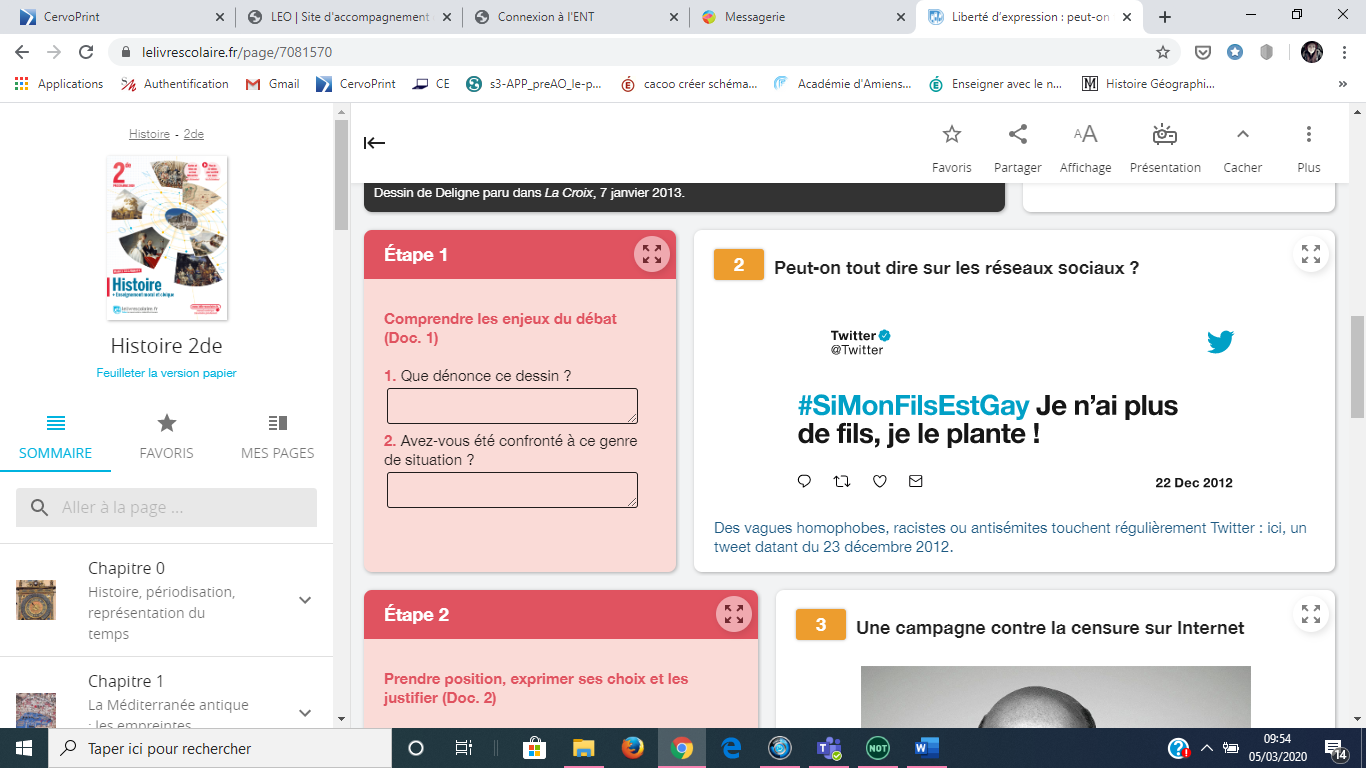 CervoPrint
LEO | Site d'accompagnement
Connexion à l'ENT
Messagerie
Liberté d'expression : peut-on
lelivrescolaire.fr/page/7081570
Applications
Authentification
Gmail
CervoPrint
CE
s3-APP_preAO_le-p...
cacoo créer schéma...
Académie d'Amiens...
Enseigner avec le n...
Histoire Géographi...
»
Histoire - 2de
2de
Histoire
Histoire 2de
Feuilleter la version papier
SOMMAIRE
FAVORIS
MES PAGES
Aller à la page ...
Chapitre 0
Histoire, périodisation,
représentation du
temps
Chapitre 1
La Méditerranée antique
: les empreintes
Favoris
Partager
Affichage
Présentation
Cacher
Plus
Dessin de Deligne paru dans La Croix, 7 janvier 2013.
Étape 1
Comprendre les enjeux du débat
(Doc. 1)
1. Que dénonce ce dessin ?
2. Avez-vous été confronté à ce genre
de situation ?
2 Peut-on tout dire sur les réseaux sociaux ?
Twitter
@Twitter
#SiMonFilsEstGay Je n'ai plus
de fils, je le plante !
22 Dec 2012
Des vagues homophobes, racistes ou antisémites touchent régulièrement Twitter : ici, un
tweet datant du 23 décembre 2012.
Étape 2
Prendre position, exprimer ses choix et les
justifier (Doc. 2)
3 Une campagne contre la censure sur Internet
Taper ici pour rechercher
NOT
09:54
05/03/2020
14